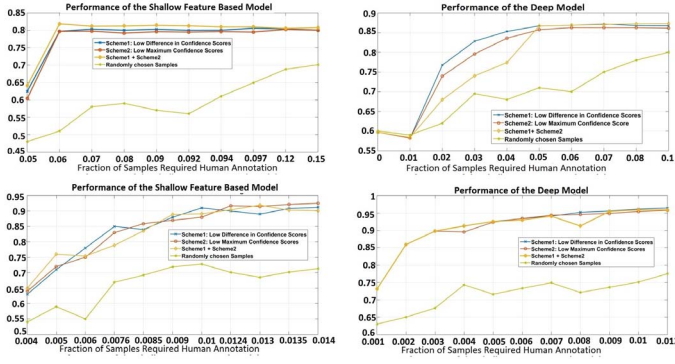 Performance of the Shallow Feature Based Model
0.85
0.8
0.75
0.7
0.65
0.6
0.55
0.5
0.45
Scheme1: Low Difference in Confidence Scores
Scheme2: Low Maximum Confidence Scores
Scheme1 + Scheme2
Randomly chosen Samples
0.05 0.06 0.07 0.08 0.09 0.092 0.094 0.097 0.12 0.15
Fraction of Samples Required Human Annotation
Performance of the Deep Model
0.9
0.85
0.8
0.75
0.7
0.65
0.6
0.55
Scheme1: Low Difference in Confidence Scores
Scheme2: Low Maximum Confidence Score
Scheme1+ Scheme2
Randomly chosen Samples
0 0.01 0.02 0.03 0.04 0.05 0.06 0.07 0.08 0.1
Fraction of Samples Required Human Annotation
Performance of the Shallow Feature Based Model
0.95
0.9
0.85
0.8
0.75
0.7
0.65
0.6
0.55
0.5
Scheme1: Low Difference in Confidence Scores
Scheme2: Low Maximum Confidence Scores
Scheme1 + Scheme2
Randomly chosen Samples
0.004 0.005 0.006 0.0076 0.0085 0.009 0.01 0.0124 0.013 0.0135 0.014
Fraction of Samples Required Human Annotation
Performance of the Deep Model
1
0.95
0.9
0.85
0.8
0.75
0.7
0.65
0.6
Scheme1: Low Difference in Confidence Scores
Scheme2: Low Maximum Confidence Scores
Scheme1 + Scheme2
Randomly chosen Samples
0.001 0.002 0.003 0.004 0.005 0.006 0.007 0.008 0.009 0.01 0.011
Fraction of Samples Required Human Annotation